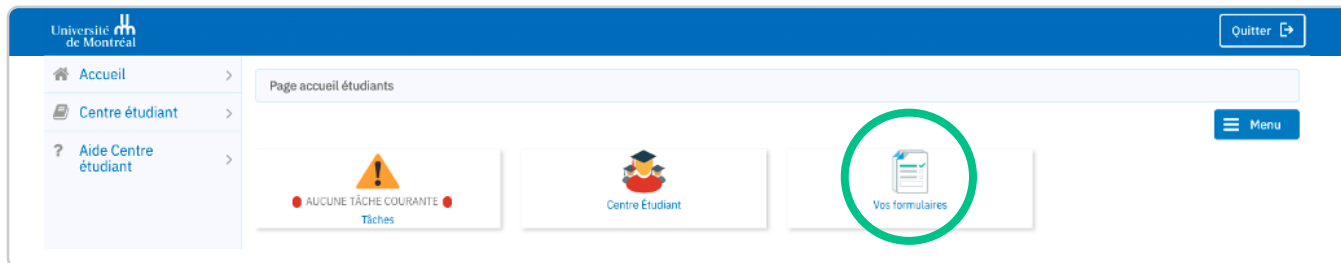 Université
de Montréal
Quitter
Accueil
Centre étudiant
Aide Centre
étudiant
Page accueil étudiants
Menu
AUCUNE TÂCHE COURANTE
Tâches
Centre Étudiant
Vos formulaires